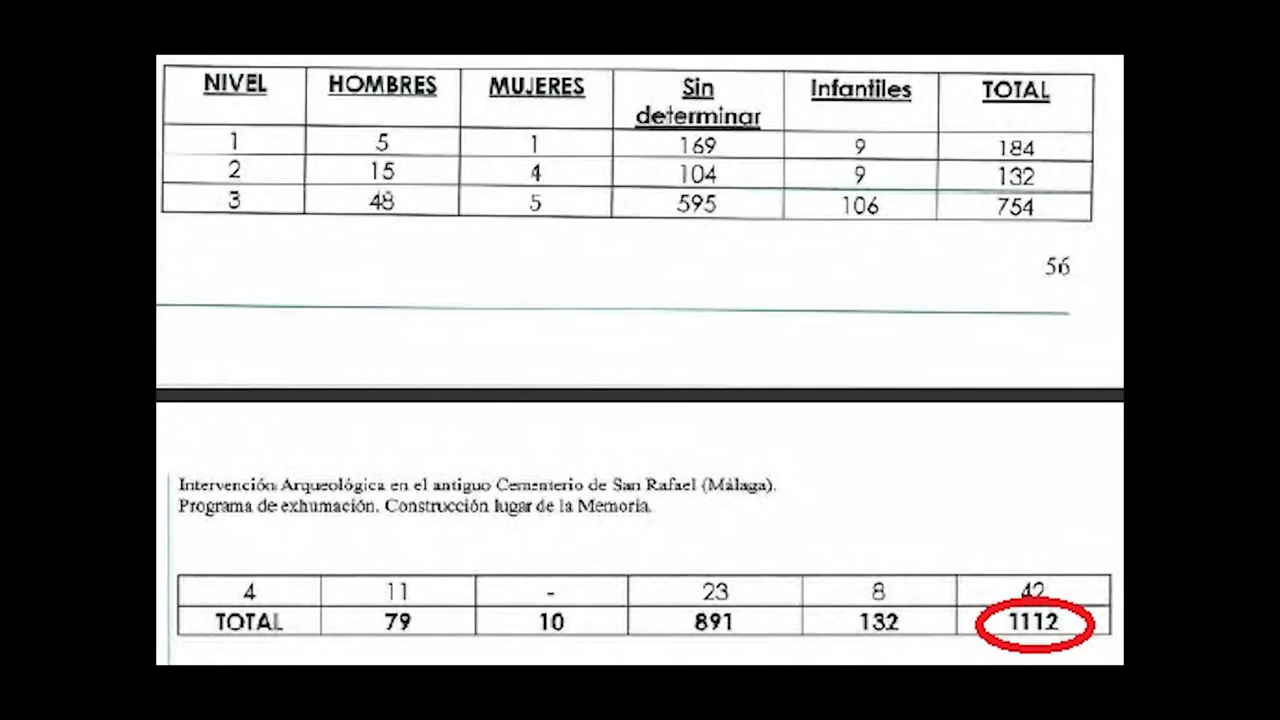 NIVEL HOMBRES MUJERES Sin determinar Infantiles TOTAL
1 5 1 169 9 184
2 15 4 104 9 132
3 48 5 595 106 754
56
Intervención Arqueológica en el antiguo Cementerio de San Rafael (Málaga).
Programa de exhumación. Construcción lugar de la Memoria.
4 11 - 23 8 42
TOTAL 79 10 891 132 1112